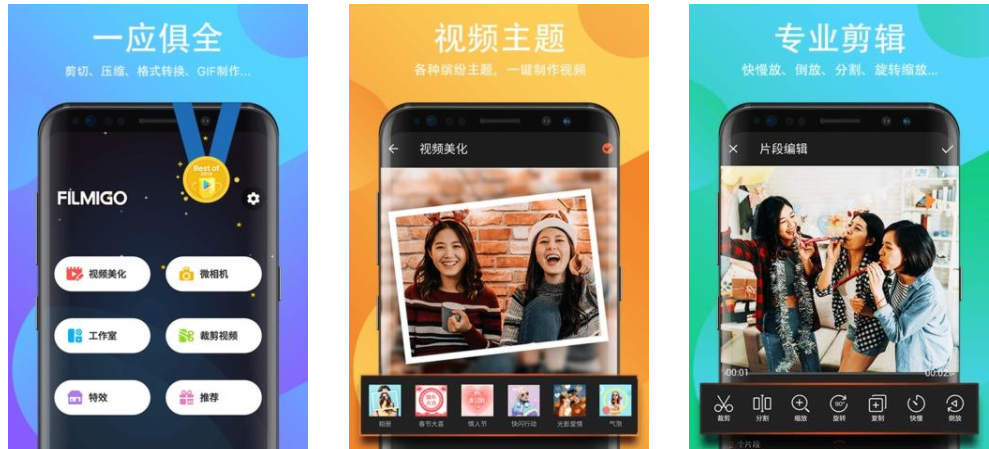 一应俱全
剪切、压缩、格式转换、GIF制作...
Best of
FILMIGO
视频美化
微相机
工作室
裁剪视频
特效
推荐
视频主题
各种缤纷主题，一键制作视频
视频美化
相册
春节大喜
情人节
快闪行动
光影爱情
气泡
专业剪辑
快慢放、倒放、分割、旋转缩放...
片段编辑
00:01
00:02
裁剪
分割
缩放
90°
旋转
复制
快慢
倒放
2 个片段